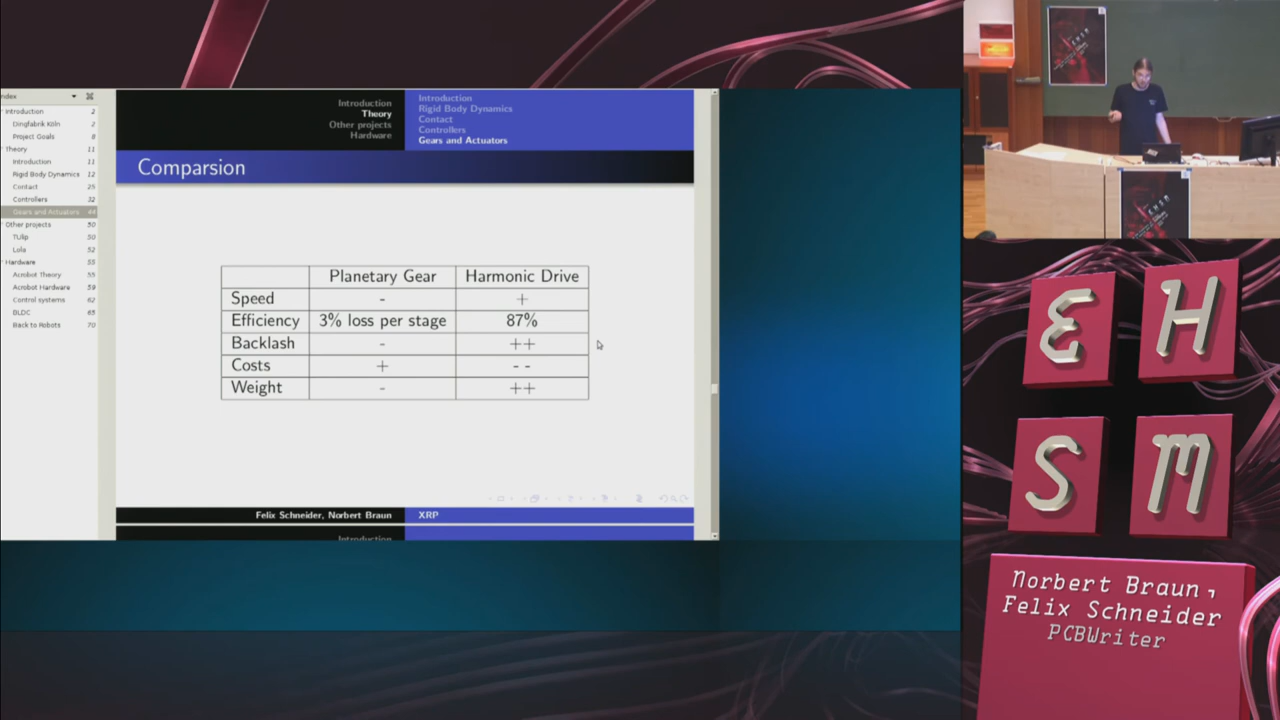 ndex
Introduction 2
Dingfabrik Köln 2
Project Goals 8
Theory 11
Introduction 11
Rigid Body Dynamics 12
Contact 25
Controllers 32
Gears and Actuators 44
Other projects 50
TUlip 50
Lola 52
Hardware 55
Acrobot Theory 55
Acrobot Hardware 59
Control systems 62
BLDC 65
Back to Robots 70
Introduction
Theory
Other projects
Hardware
Introduction
Rigid Body Dynamics
Contact
Controllers
Gears and Actuators
Comparsion
Planetary Gear Harmonic Drive
Speed - +
Efficiency 3% loss per stage 87%
Backlash - ++
Costs + - -
Weight - ++
Felix Schneider, Norbert Braun XRP
Introduction
EH
SM
Norbert Braun,
Felix Schneider
PCBWriter